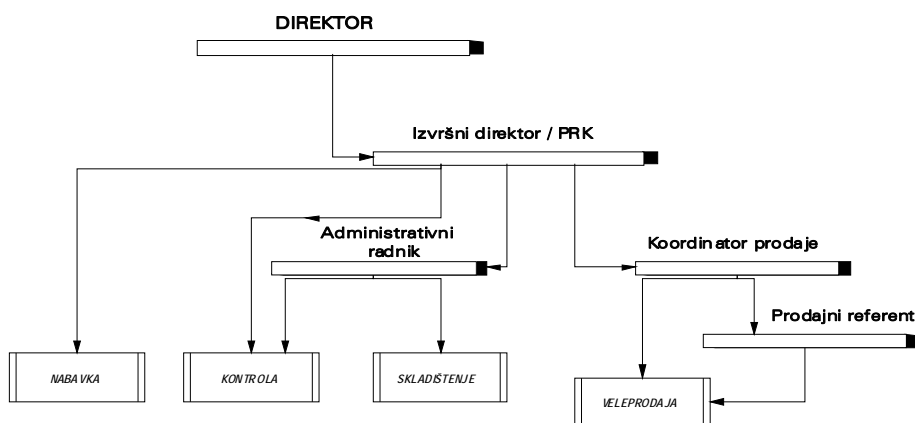 DIREKTOR
Izvršni direktor / PRK
Administrativni
radnik
Koordinator prodaje
Prodajni referent
NABAVKA
KONTROLA
SKLADIŠTENJE
VELEPRODAJA